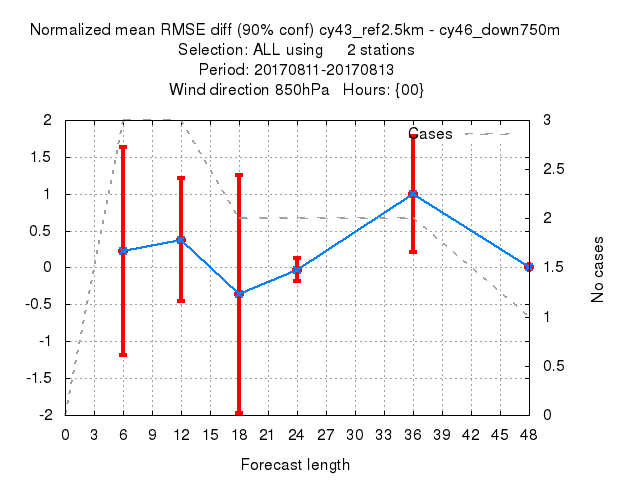 Normalized mean RMSE diff (90% conf) cy43_ref2.5km - cy46_down750m
Selection: ALL using 2 stations
Period: 20170811-20170813
Wind direction 850hPa Hours: {00}
Cases
2
1.5
1
0.5
0
-0.5
-1
-1.5
-2
3
2.5
2
1.5
1
0.5
0
No cases
0 3 6 9 12 15 18 21 24 27 30 33 36 39 42 45 48
Forecast length